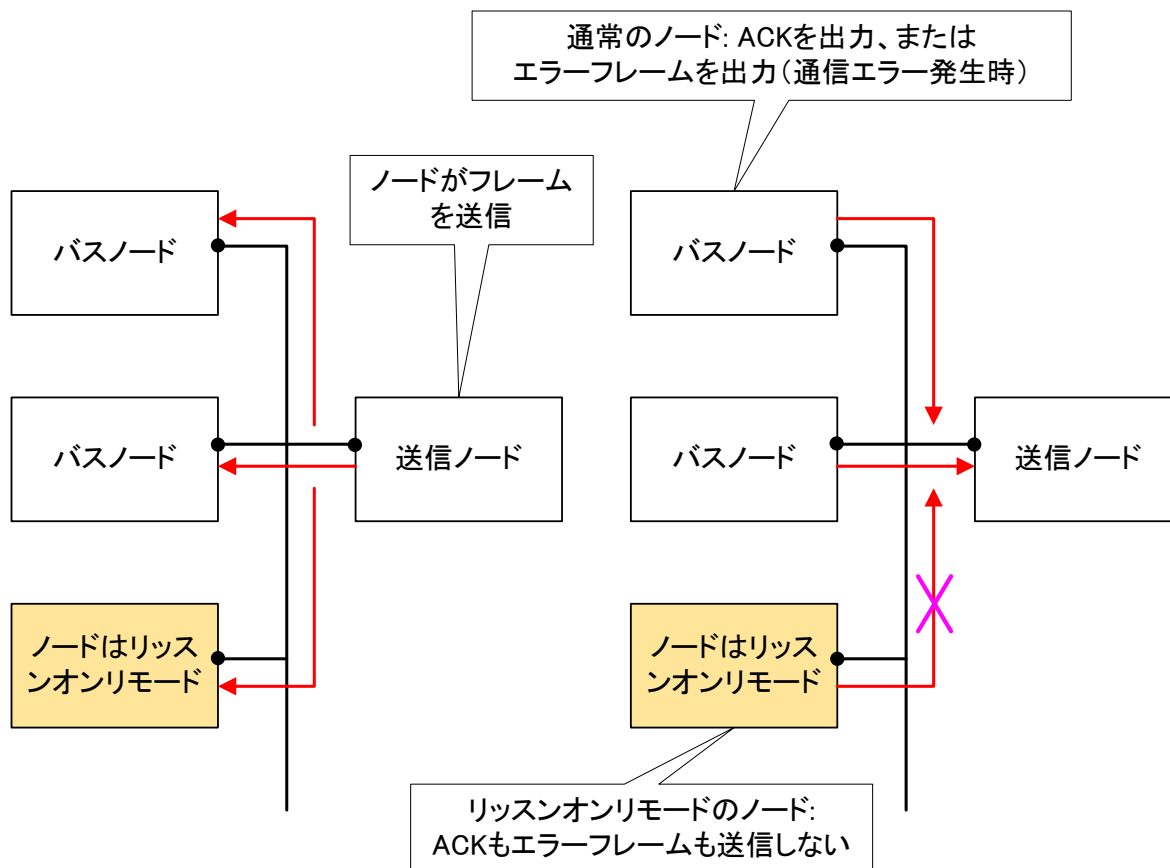 通常のノード: ACKを出力、または
エラーフレームを出力(通信エラー発生時)
ノードがフレーム
を送信
バスノード
バスノード
送信ノード
ノードはリッス
ンオンリモード
バスノード
バスノード
送信ノード
ノードはリッス
ンオンリモード
リッスンオンリモードのノード:
ACKもエラーフレームも送信しない